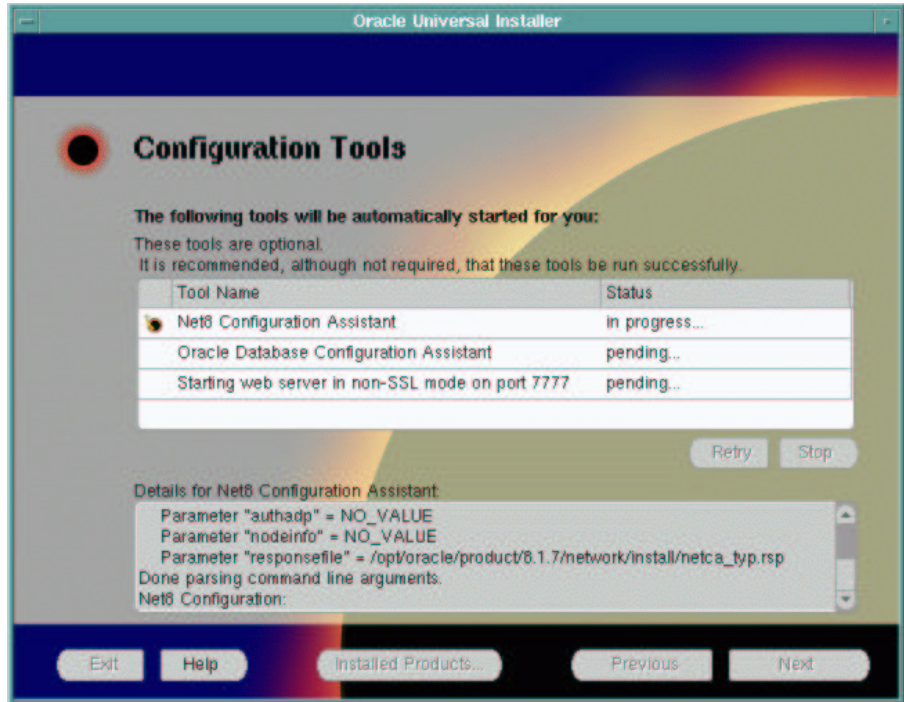 Oracle Universal Installer
Configuration Tools
The following tools will be automatically started for you:
These tools are optional.
It is recommended, although not required, that these tools be run successfully.
Tool Name Status
Net8 Configuration Assistant in progress...
Oracle Database Configuration Assistant pending...
Starting web server in non-SSL mode on port 7777 pending...
Retry Stop
Details for Net8 Configuration Assistant:
Parameter "authadp" = NO_VALUE
Parameter "nodeinfo" = NO_VALUE
Parameter "responsefile" = /opt/oracle/product/8.1.7/network/install/netca_typ.rsp
Done parsing command line arguments.
Net8 Configuration:
Exit Help Installed Products... Previous Next